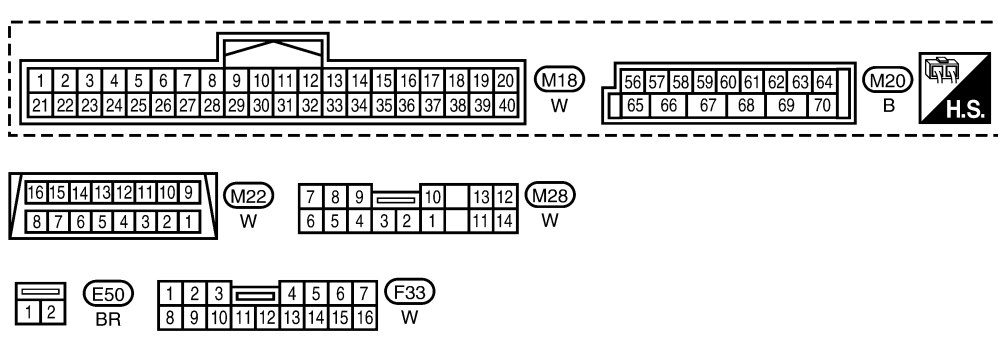 1 2 3 4 5 6 7 8 9 10 11 12 13 14 15 16 17 18 19 20
21 22 23 24 25 26 27 28 29 30 31 32 33 34 35 36 37 38 39 40
M18
W
56 57 58 59 60 61 62 63 64
65 66 67 68 69 70
M20
B
H.S.
16 15 14 13 12 11 10 9
8 7 6 5 4 3 2 1
M22
W
7 8 9 10 13 12
6 5 4 3 2 1 11 14
M28
W
1 2
E50
BR
1 2 3 4 5 6 7
8 9 10 11 12 13 14 15 16
F33
W